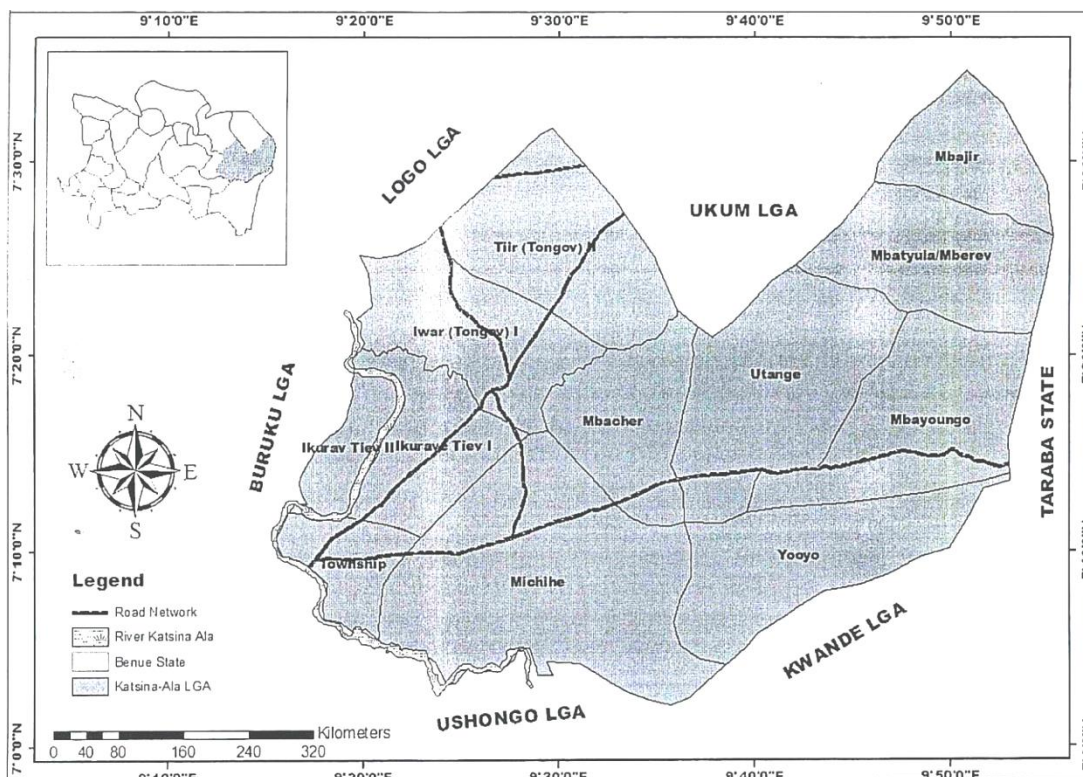 9°10'0"E 9°20'0"E 9°30'0"E 9°40'0"E 9°50'0"E
7°30'0"N
7°20'0"N
7°10'0"N
7°0'0"N
LOGO LGA
UKUM LGA
Mbajir
Tiir (Tongov) II
Mbatyula/Mberev
Iwar (Tongov) I
BURUKU LGA
Utange
TARABA STATE
Ikurav Tiev II
Ikurave Tiev I
Mbacher
Mbayoungo
N
W E
S
Township
Michihe
Yooyo
KWANDE LGA
USHONGO LGA
Legend
Road Network
River Katsina Ala
Benue State
Katsina-Ala LGA
Kilometers
0 40 80 160 240 320
9°10'0"E 9°20'0"E 9°30'0"E 9°40'0"E 9°50'0"E